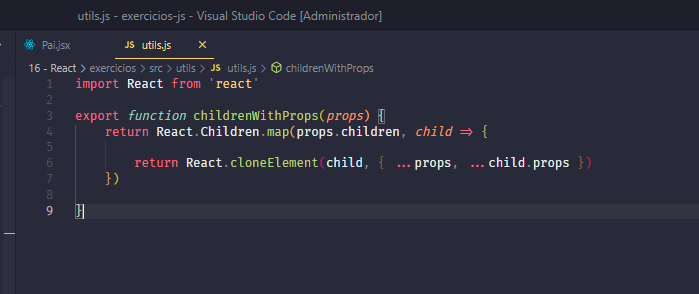 utils.js - exercicios-js - Visual Studio Code [Administrador]
Pai.jsx
JS utils.js ×
16 - React > exercicios > src > utils > JS utils.js > childrenWithProps
1 import React from 'react'
2
3 export function childrenWithProps(props) {
4 return React.Children.map(props.children, child => {
5
6 return React.cloneElement(child, { ...props, ...child.props })
7 })
8
9 }